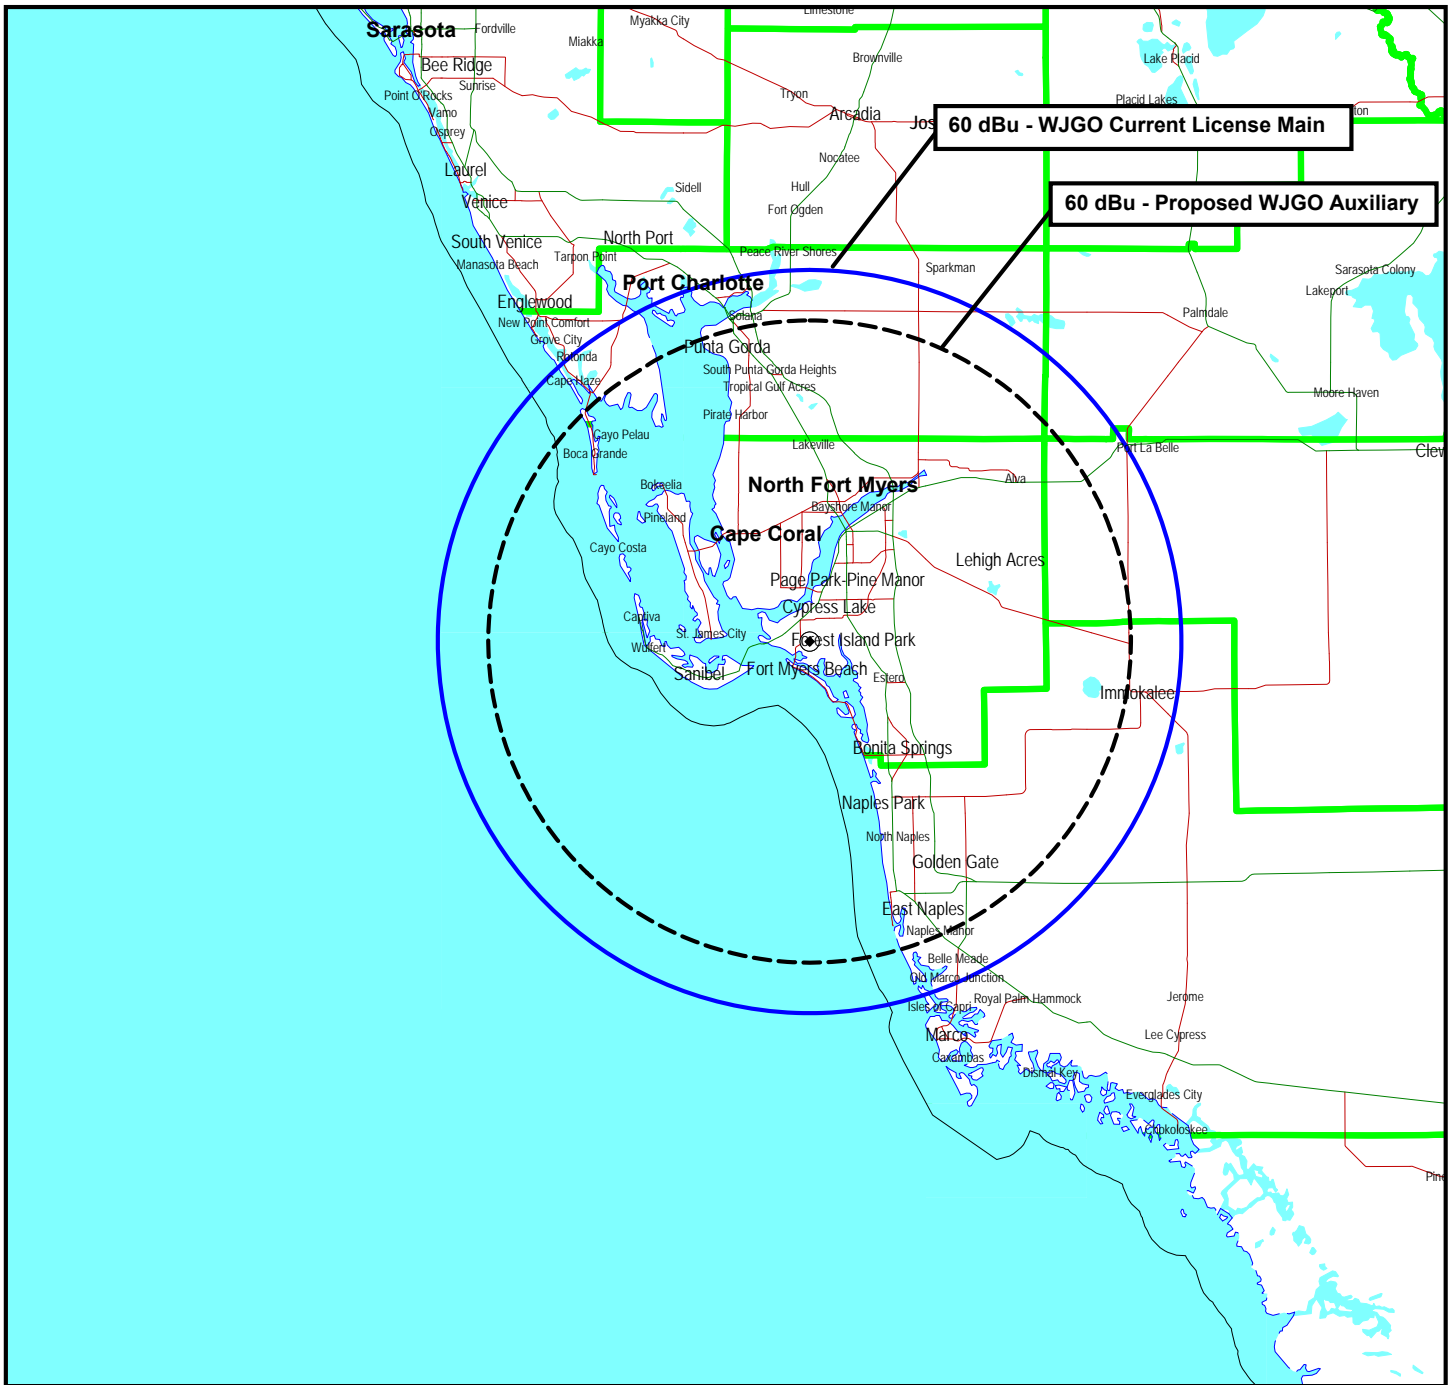 Limestone
Myakka City
Sarasota
Fordville
Miakka
Brownville
Lake Placid
Bee Ridge
Sunrise
Point O'Rocks
Tryon
Placid Lakes
Vamo
Arcadia
Jos
60 dBu - WJGO Current License Main
ton
Osprey
Nocatee
Laurel
Sidell
Hull
Venice
Fort Ogden
60 dBu - Proposed WJGO Auxiliary
South Venice
North Port
Peace River Shores
Tarpon Point
Manasota Beach
Sparkman
Sarasota Colony
Port Charlotte
Lakeport
Englewood
Solana
Palmdale
New Point Comfort
Grove City
Punta Gorda
Rotonda
South Punta Gorda Heights
Cape Haze
Tropical Gulf Acres
Moore Haven
Pirate Harbor
Cayo Pelau
Lakeville
Port La Belle
Boca Grande
Clew
Bokeelia
North Fort Myers
Alva
Bayshore Manor
Pineland
Cape Coral
Cayo Costa
Lehigh Acres
Page Park-Pine Manor
Cypress Lake
Captiva
St. James City
Forest Island Park
Wulfert
Sanibel
Fort Myers Beach
Estero
Immokalee
Bonita Springs
Naples Park
North Naples
Golden Gate
East Naples
Naples Manor
Belle Meade
Old Marco Junction
Isles of Capri
Royal Palm Hammock
Jerome
Marco
Lee Cypress
Caxambas
Dismal Key
Everglades City
Chokoloskee
Pine